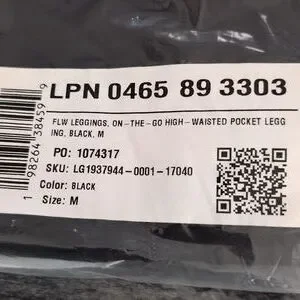 LPN 0465 89 3303
FLW LEGGINGS, ON-THE-GO HIGH-WAISTED POCKET LEGG
ING, BLACK, M
PO: 1074317
SKU: LG1937944-0001-17040
Color: BLACK
Size: M
1 98264 38459 9